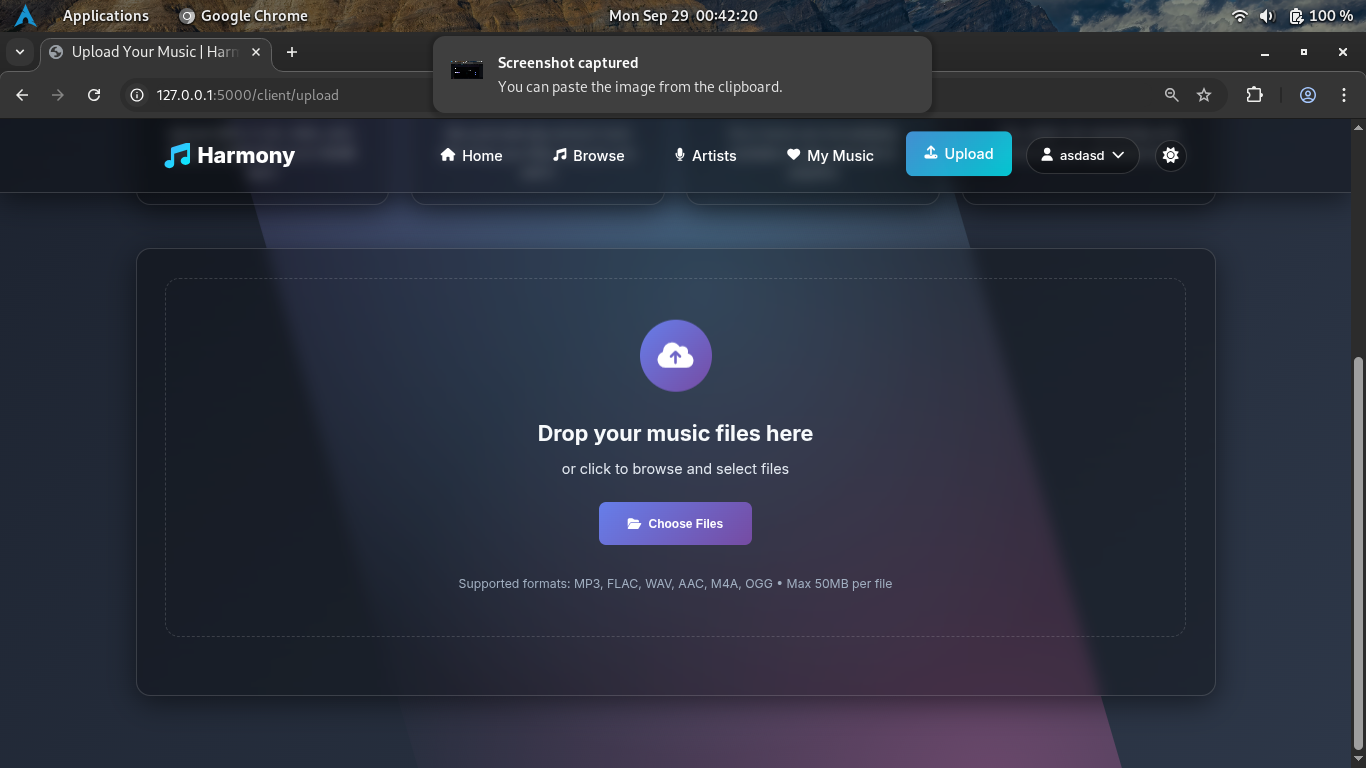 Applications
Google Chrome
Mon Sep 29 00:42:20
100 %
Upload Your Music | Harm
Screenshot captured
You can paste the image from the clipboard.
127.0.0.1:5000/client/upload
Harmony
Home
Browse
Artists
My Music
Upload
asdasd
Drop your music files here
or click to browse and select files
Choose Files
Supported formats: MP3, FLAC, WAV, AAC, M4A, OGG • Max 50MB per file